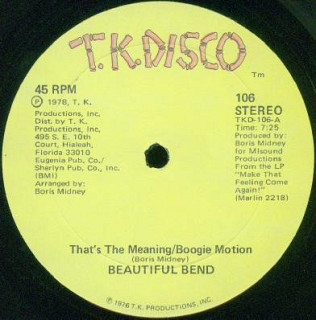 T.K. DISCO
Tm
45 RPM
℗ 1978, T. K.
Productions, Inc,
Dist. by T. K.
Productions, Inc,
495 S. E. 10th
Court, Hialeah,
Florida 33010
Eugenia Pub, Co./
Sherlyn Pub, Co., Inc
(BMI)
Arranged by:
Boris Midney
106
STEREO
TKD-106-A
Time: 7:25
Produced by:
Boris Midney
for MIsound
Productions
From the LP
"Make That
Feeling Come
Again!"
(Marlin 2218)
That's The Meaning/Boogie Motion
(Boris Midney)
BEAUTIFUL BEND
℗ 1976 T.K. PRODUCTIONS, INC.